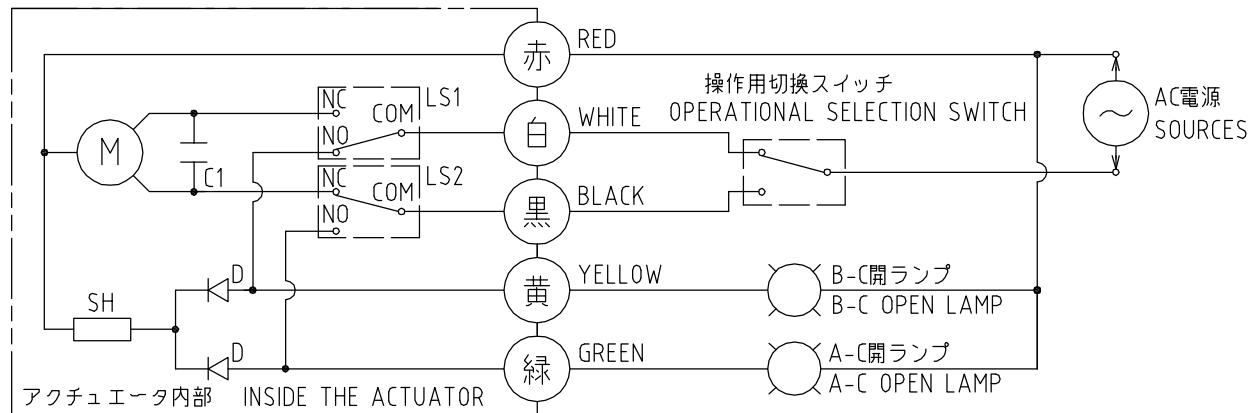 赤
RED
操作用切換スイッチ
OPERATIONAL SELECTION SWITCH
AC電源
SOURCES
NC
COM
LS1
NO
白
WHITE
M
C1
NC
COM
LS2
NO
黒
BLACK
D
黄
YELLOW
B-C開ランプ
B-C OPEN LAMP
SH
D
緑
GREEN
A-C開ランプ
A-C OPEN LAMP
アクチュエータ内部 INSIDE THE ACTUATOR